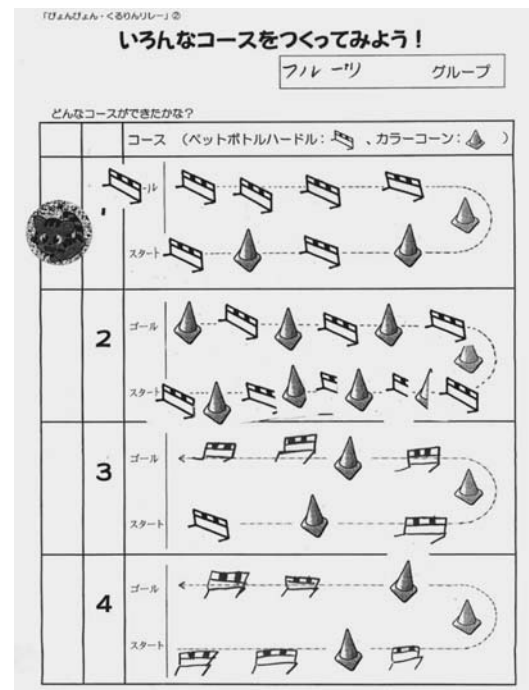 「ぴょんぴょん・くるりんリレー」②
いろんなコースをつくってみよう！
フルーツ グループ
どんなコースができたかな？
コース （ペットボトルハードル： 、カラーコーン： ）
ール
スタート
2
ゴール
スタート
3
ゴール
スタート
4
ゴール
スタート